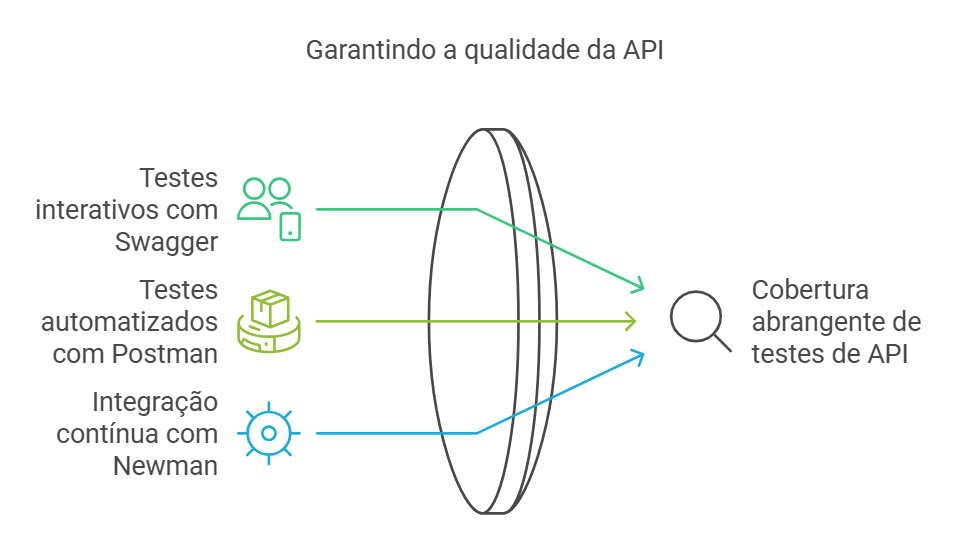 Garantindo a qualidade da API
Testes
interativos com
Swagger
Testes
automatizados
com Postman
Integração
contínua com
Newman
Cobertura
abrangente de
testes de API